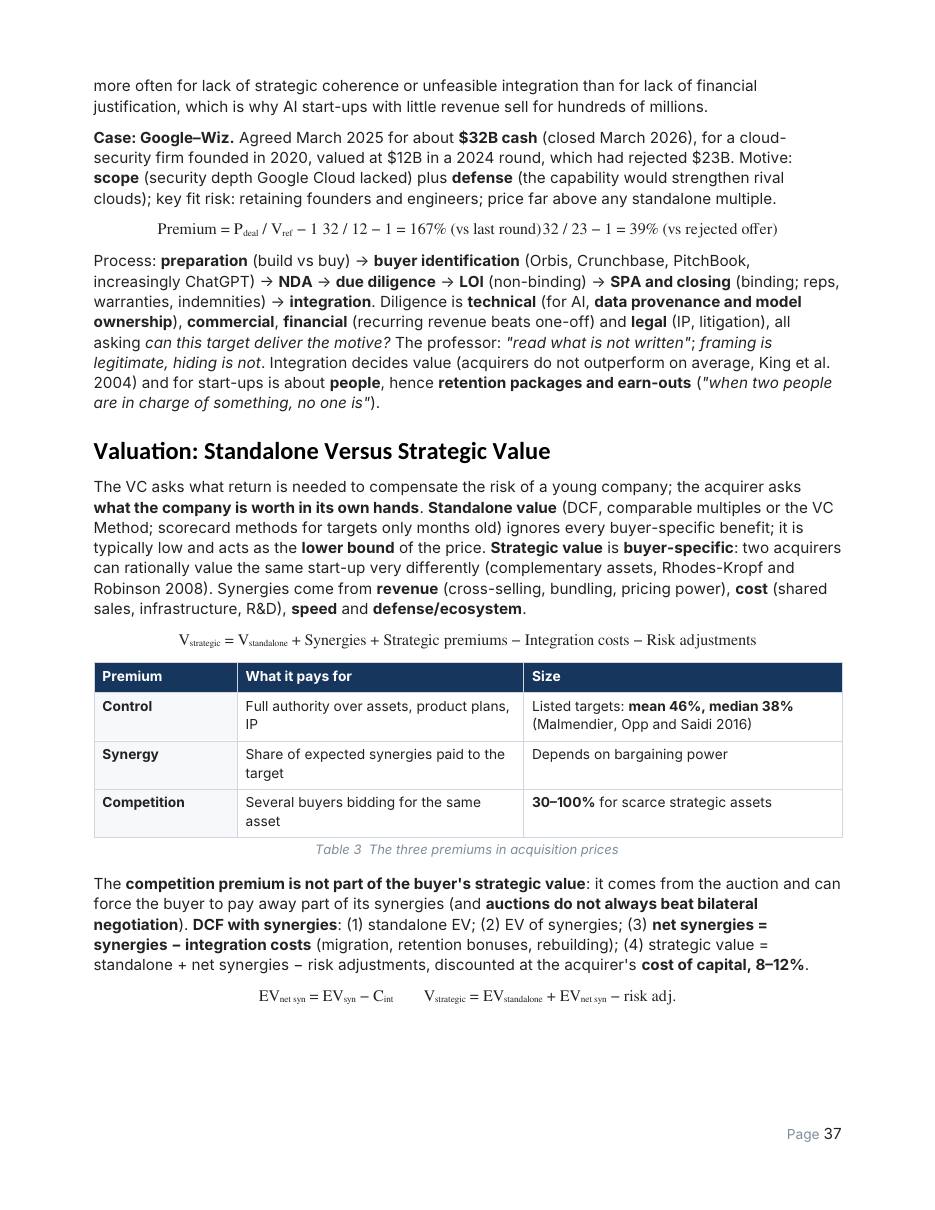 more often for lack of strategic coherence or unfeasible integration than for lack of financial
justification, which is why AI start-ups with little revenue sell for hundreds of millions.
Case: Google–Wiz. Agreed March 2025 for about $32B cash (closed March 2026), for a cloud-
security firm founded in 2020, valued at $12B in a 2024 round, which had rejected $23B. Motive:
scope (security depth Google Cloud lacked) plus defense (the capability would strengthen rival
clouds); key fit risk: retaining founders and engineers; price far above any standalone multiple.
Premium = Pdeal / Vref − 1 32 / 12 − 1 = 167% (vs last round)32 / 23 − 1 = 39% (vs rejected offer)
Process: preparation (build vs buy) → buyer identification (Orbis, Crunchbase, PitchBook,
increasingly ChatGPT) → NDA → due diligence → LOI (non-binding) → SPA and closing (binding; reps,
warranties, indemnities) → integration. Diligence is technical (for AI, data provenance and model
ownership), commercial, financial (recurring revenue beats one-off) and legal (IP, litigation), all
asking can this target deliver the motive? The professor: "read what is not written"; framing is
legitimate, hiding is not. Integration decides value (acquirers do not outperform on average, King et al.
2004) and for start-ups is about people, hence retention packages and earn-outs ("when two people
are in charge of something, no one is").
Valuation: Standalone Versus Strategic Value
The VC asks what return is needed to compensate the risk of a young company; the acquirer asks
what the company is worth in its own hands. Standalone value (DCF, comparable multiples or the VC
Method; scorecard methods for targets only months old) ignores every buyer-specific benefit; it is
typically low and acts as the lower bound of the price. Strategic value is buyer-specific: two acquirers
can rationally value the same start-up very differently (complementary assets, Rhodes-Kropf and
Robinson 2008). Synergies come from revenue (cross-selling, bundling, pricing power), cost (shared
sales, infrastructure, R&D), speed and defense/ecosystem.
Vstrategic = Vstandalone + Synergies + Strategic premiums − Integration costs − Risk adjustments
Premium What it pays for Size
Control Full authority over assets, product plans, IP Listed targets: mean 46%, median 38% (Malmendier, Opp and Saidi 2016)
Synergy Share of expected synergies paid to the target Depends on bargaining power
Competition Several buyers bidding for the same asset 30–100% for scarce strategic assets
Table 3 The three premiums in acquisition prices
The competition premium is not part of the buyer's strategic value: it comes from the auction and can
force the buyer to pay away part of its synergies (and auctions do not always beat bilateral
negotiation). DCF with synergies: (1) standalone EV; (2) EV of synergies; (3) net synergies =
synergies − integration costs (migration, retention bonuses, rebuilding); (4) strategic value =
standalone + net synergies − risk adjustments, discounted at the acquirer's cost of capital, 8–12%.
EVnet syn = EVsyn − Cint Vstrategic = EVstandalone + EVnet syn − risk adj.
Page 37